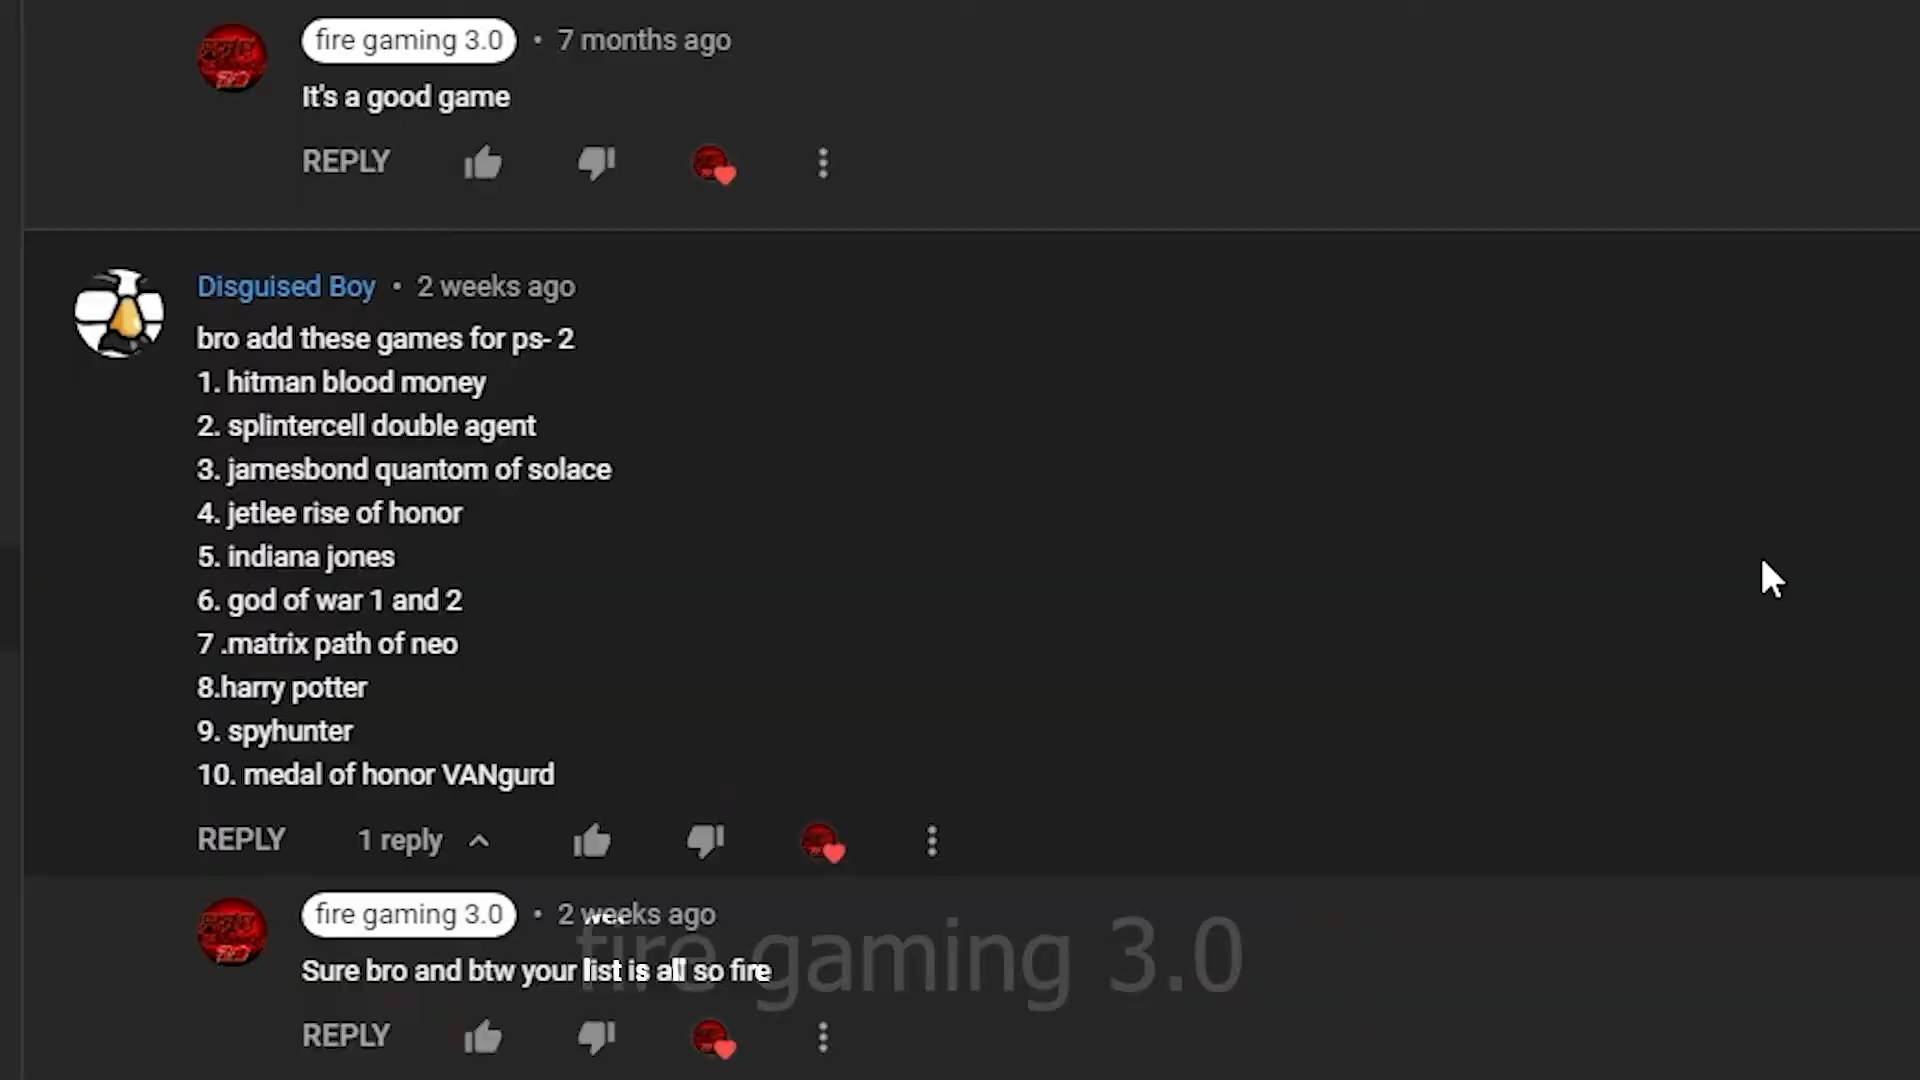 fire gaming 3.0 • 7 months ago
It's a good game
REPLY
Disguised Boy • 2 weeks ago
bro add these games for ps- 2
1. hitman blood money
2. splintercell double agent
3. jamesbond quantom of solace
4. jetlee rise of honor
5. indiana jones
6. god of war 1 and 2
7 .matrix path of neo
8.harry potter
9. spyhunter
10. medal of honor VANgurd
REPLY 1 reply
fire gaming 3.0 • 2 weeks ago
Sure bro and btw your list is all so fire
fire gaming 3.0
REPLY